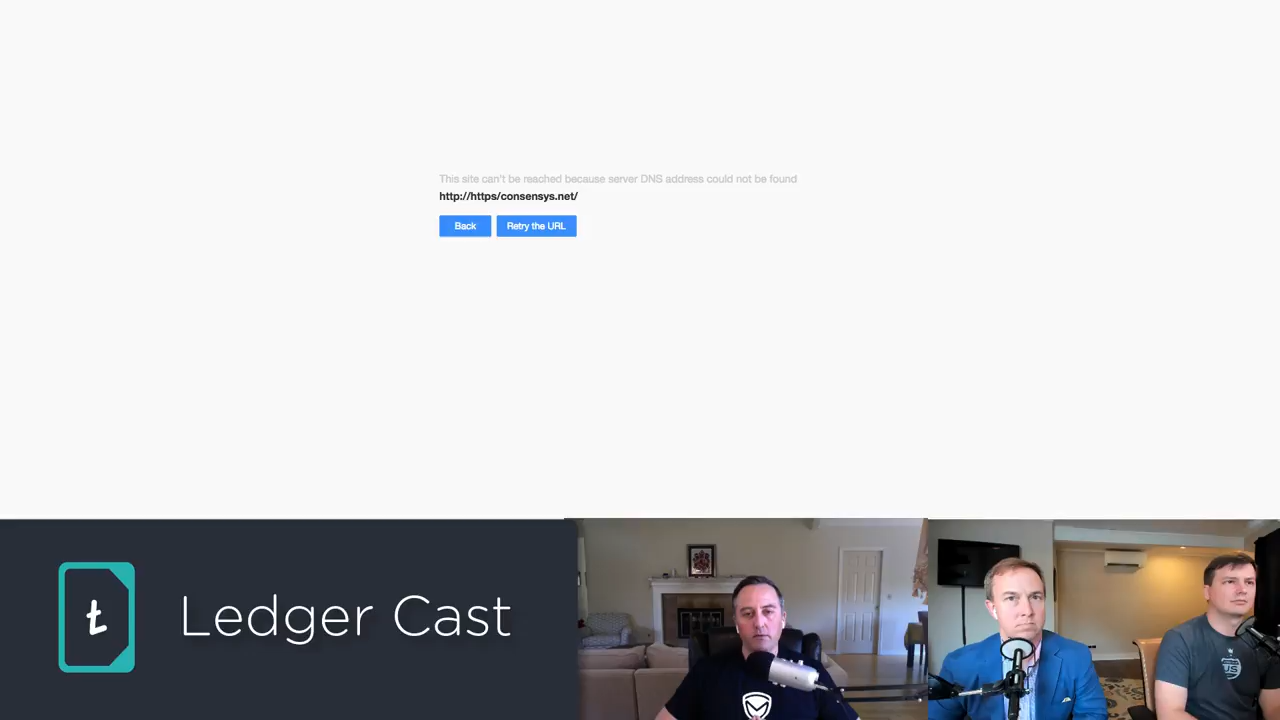 This site can't be reached because server DNS address could not be found
http://https/consensys.net/
Back
Retry the URL
Ledger Cast